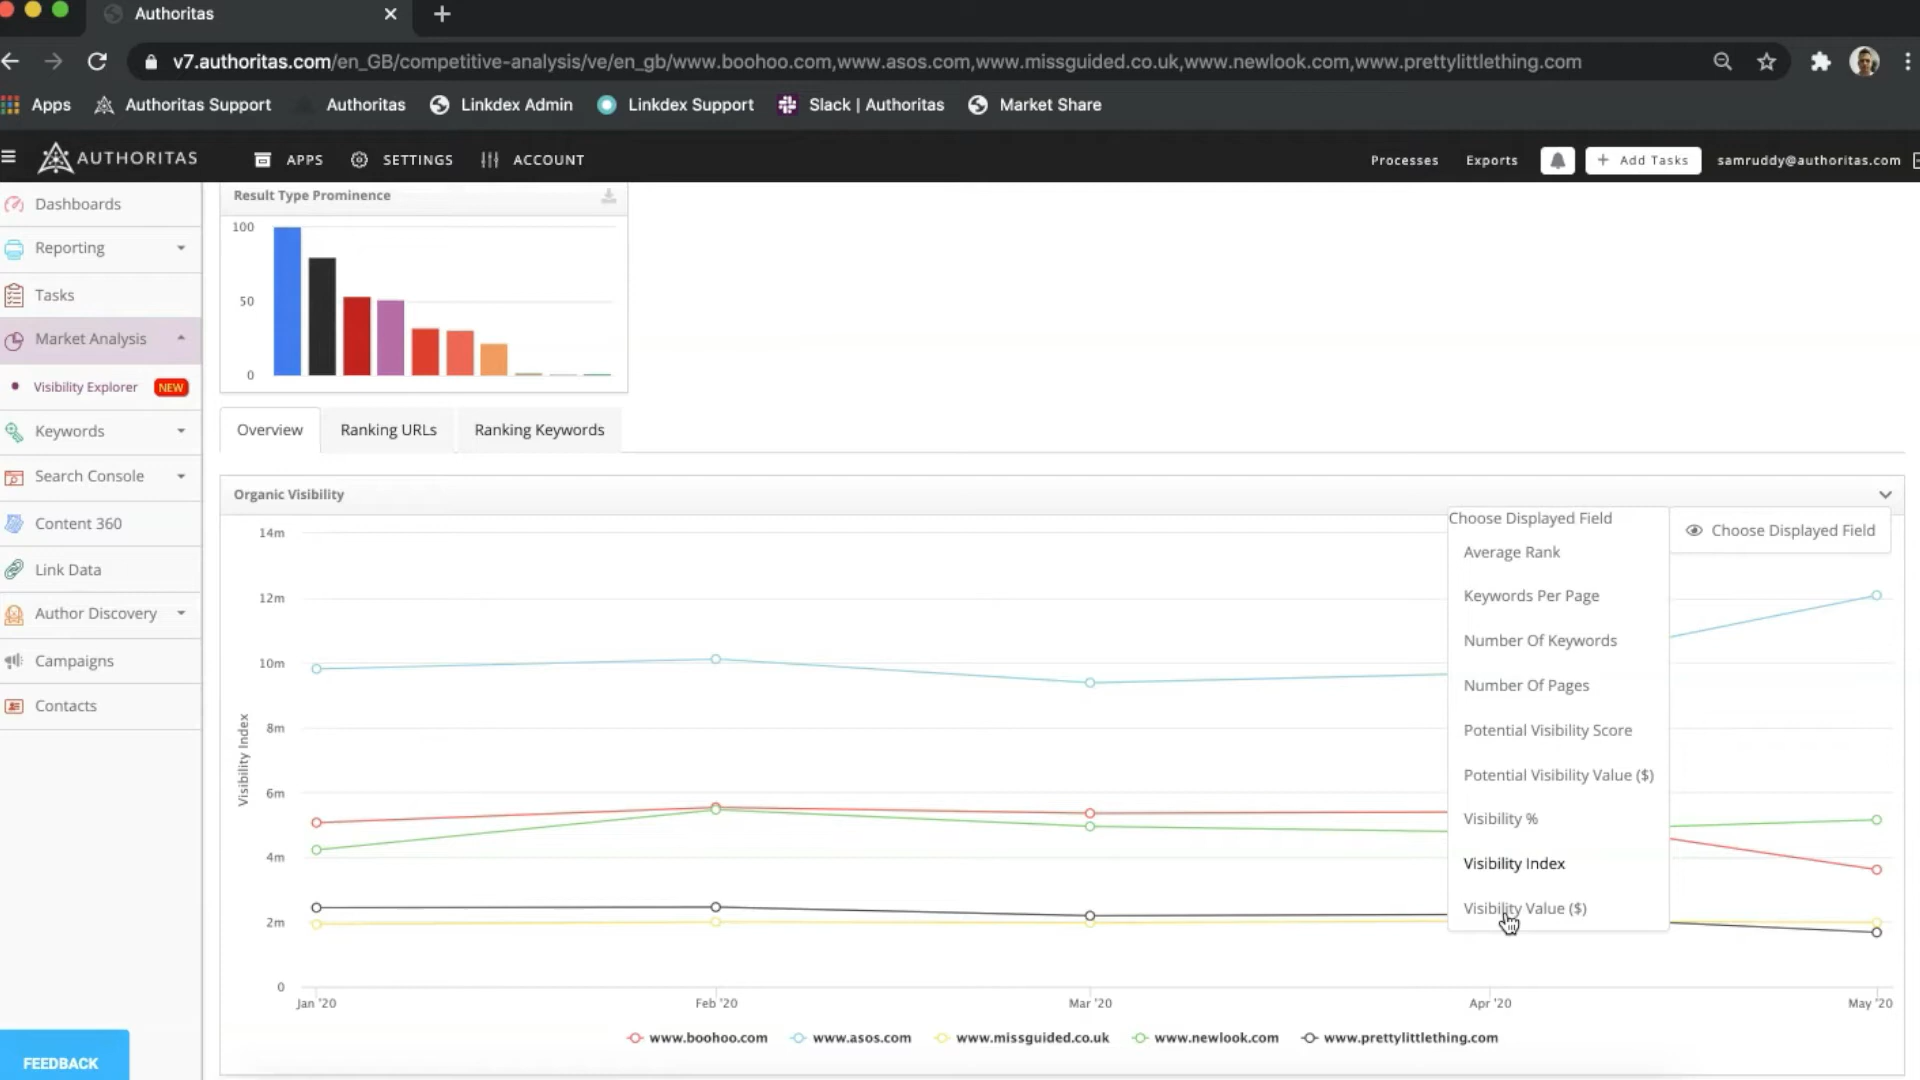 Authoritas
v7.authoritas.com/en_GB/competitive-analysis/ve/en_gb/www.boohoo.com,www.asos.com,www.missguided.co.uk,www.newlook.com,www.prettylittlething.com
Apps Authoritas Support Authoritas Linkdex Admin Linkdex Support Slack | Authoritas Market Share
AUTHORITAS APPS SETTINGS ACCOUNT Processes Exports + Add Tasks samruddy@authoritas.com
Dashboards
Reporting
Tasks
Market Analysis
Visibility Explorer NEW
Keywords
Search Console
Content 360
Link Data
Author Discovery
Campaigns
Contacts
FEEDBACK
Result Type Prominence
100
50
0
Overview Ranking URLs Ranking Keywords
Organic Visibility
Choose Displayed Field
Choose Displayed Field
Average Rank
Keywords Per Page
Number Of Keywords
Number Of Pages
Potential Visibility Score
Potential Visibility Value ($)
Visibility %
Visibility Index
Visibility Value ($)
Visibility Index
14m
12m
10m
8m
6m
4m
2m
0
Jan '20 Feb '20 Mar '20 Apr '20 May '20
www.boohoo.com www.asos.com www.missguided.co.uk www.newlook.com www.prettylittlething.com